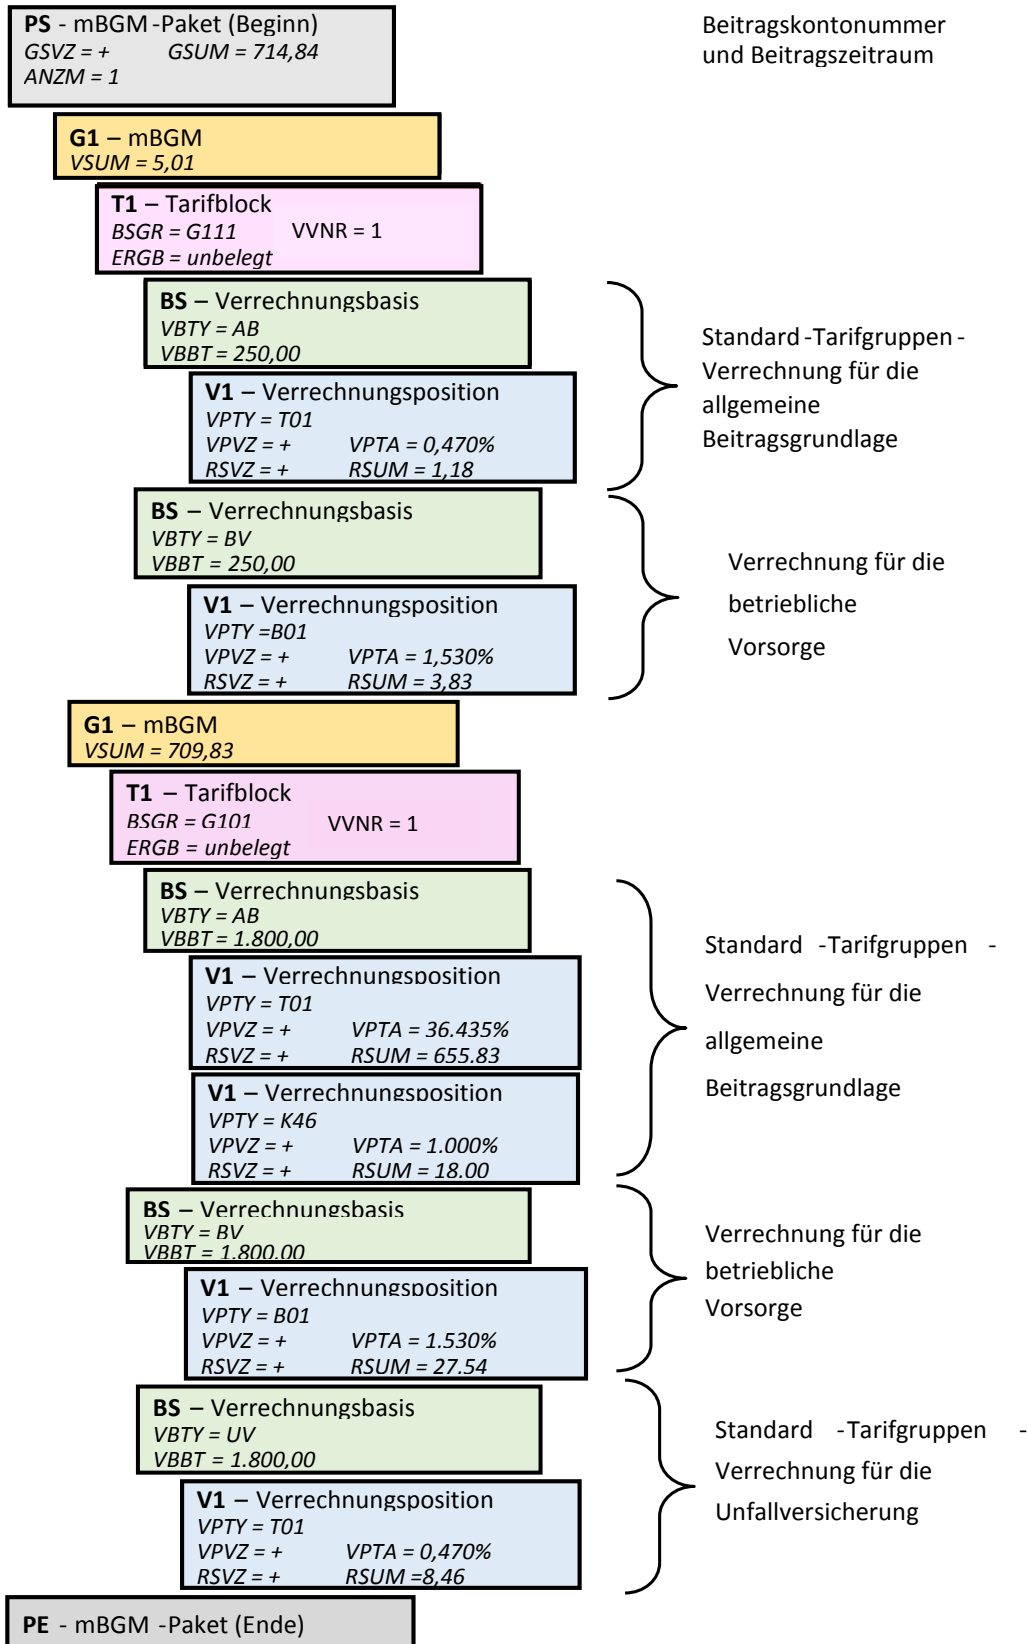 PS - mBGM -Paket (Beginn)
GSVZ = + GSUM = 714,84
ANZM = 1
Beitragskontonummer
und Beitragszeitraum
G1 – mBGM
VSUM = 5,01
T1 – Tarifblock
BSGR = G111 VVNR = 1
ERGB = unbelegt
BS – Verrechnungsbasis
VBTY = AB
VBBT = 250,00
V1 – Verrechnungsposition
VPTY = T01
VPVZ = + VPTA = 0,470%
RSVZ = + RSUM = 1,18
Standard -Tarifgruppen -
Verrechnung für die
allgemeine
Beitragsgrundlage
BS – Verrechnungsbasis
VBTY = BV
VBBT = 250,00
V1 – Verrechnungsposition
VPTY =B01
VPVZ = + VPTA = 1,530%
RSVZ = + RSUM = 3,83
Verrechnung für die
betriebliche
Vorsorge
G1 – mBGM
VSUM = 709,83
T1 – Tarifblock
BSGR = G101 VVNR = 1
ERGB = unbelegt
BS – Verrechnungsbasis
VBTY = AB
VBBT = 1.800,00
V1 – Verrechnungsposition
VPTY = T01
VPVZ = + VPTA = 36.435%
RSVZ = + RSUM = 655.83
V1 – Verrechnungsposition
VPTY = K46
VPVZ = + VPTA = 1.000%
RSVZ = + RSUM = 18.00
Standard -Tarifgruppen -
Verrechnung für die
allgemeine
Beitragsgrundlage
BS – Verrechnungsbasis
VBTY = BV
VBBT = 1.800.00
V1 – Verrechnungsposition
VPTY = B01
VPVZ = + VPTA = 1.530%
RSVZ = + RSUM = 27.54
Verrechnung für die
betriebliche
Vorsorge
BS – Verrechnungsbasis
VBTY = UV
VBBT = 1.800,00
V1 – Verrechnungsposition
VPTY = T01
VPVZ = + VPTA = 0,470%
RSVZ = + RSUM =8,46
Standard -Tarifgruppen -
Verrechnung für die
Unfallversicherung
PE - mBGM -Paket (Ende)